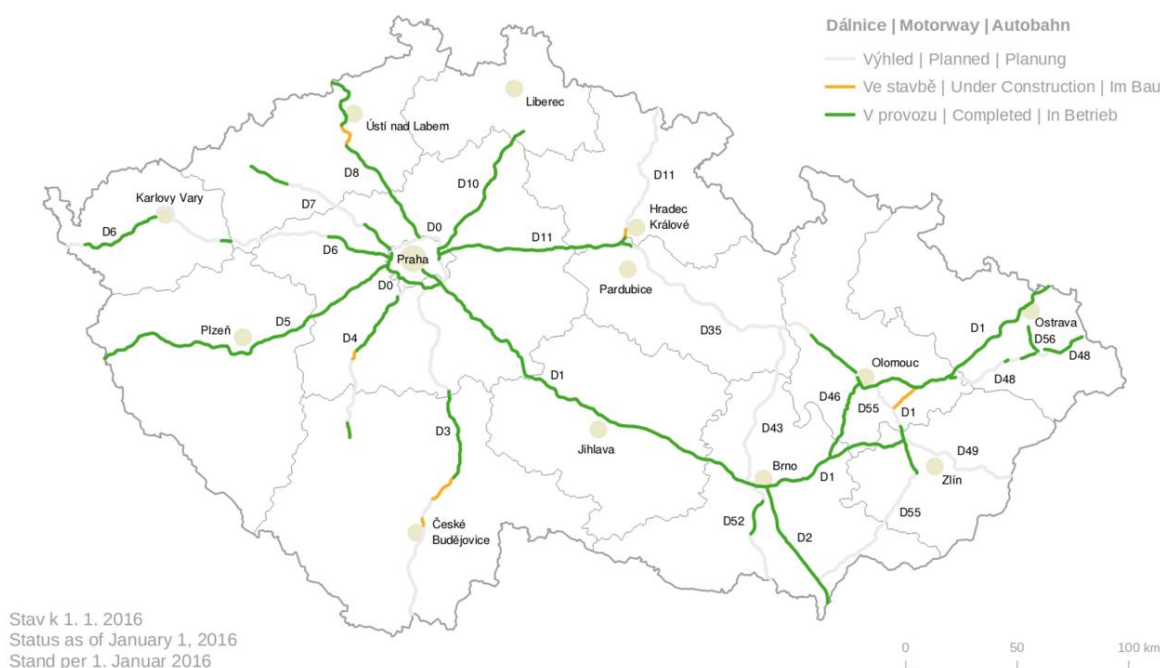 Dálnice | Motorway | Autobahn
Výhled | Planned | Planung
Ve stavbě | Under Construction | Im Bau
V provozu | Completed | In Betrieb
Liberec
Ústí nad Labem
D8
D10
D11
Karlovy Vary
D7
D6
Hradec
Králové
D0
D11
D6
Praha
D0
Pardubice
D5
Plzeň
D4
D35
D1
Ostrava
D56
D48
Olomouc
D48
D1
D46
D55
D1
D3
Jihlava
D43
D49
Brno
D1
Zlín
D55
D52
D2
České
Budějovice
Stav k 1. 1. 2016
Status as of January 1, 2016
Stand per 1. Januar 2016
0
50
100 km